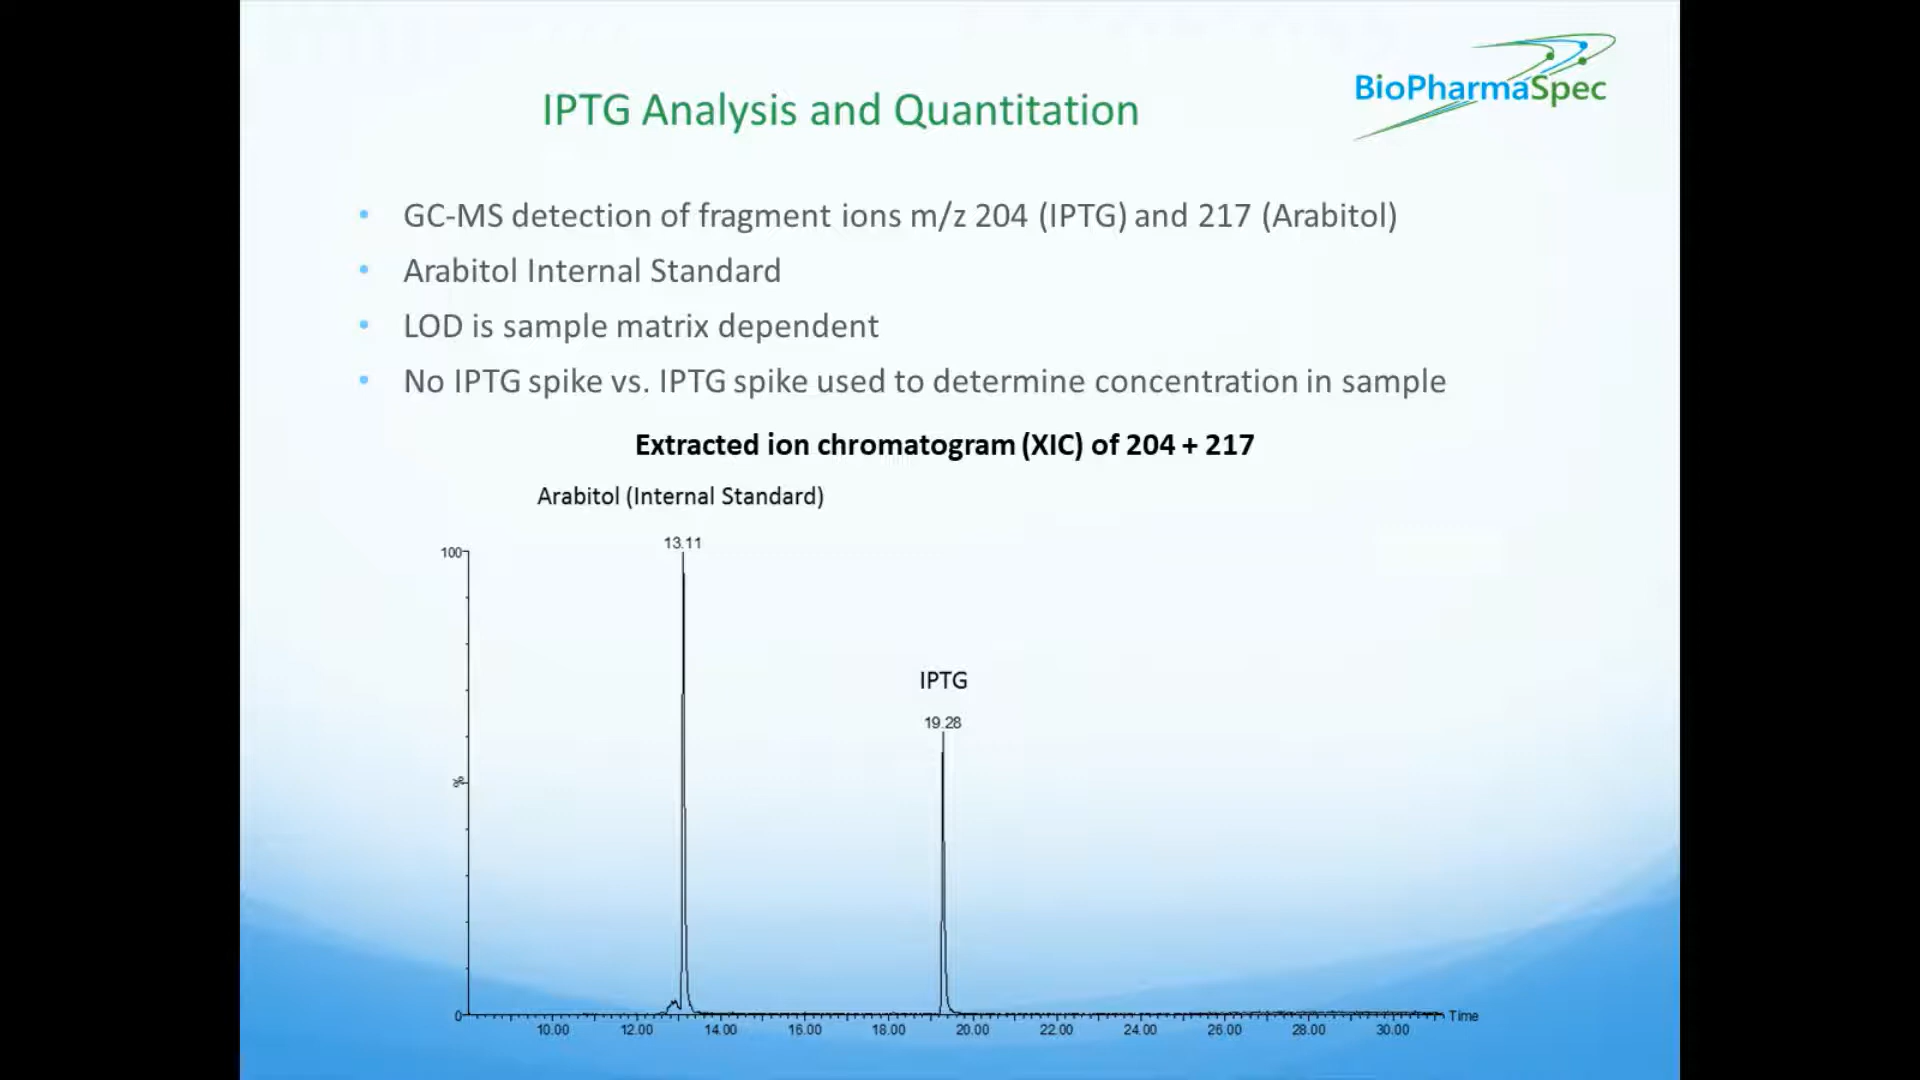 BioPharmaSpec
IPTG Analysis and Quantitation
• GC-MS detection of fragment ions m/z 204 (IPTG) and 217 (Arabitol)
• Arabitol Internal Standard
• LOD is sample matrix dependent
• No IPTG spike vs. IPTG spike used to determine concentration in sample
Extracted ion chromatogram (XIC) of 204 + 217
Arabitol (Internal Standard)
13.11
100
IPTG
19.28
%
0
10.00 12.00 14.00 16.00 18.00 20.00 22.00 24.00 26.00 28.00 30.00 Time